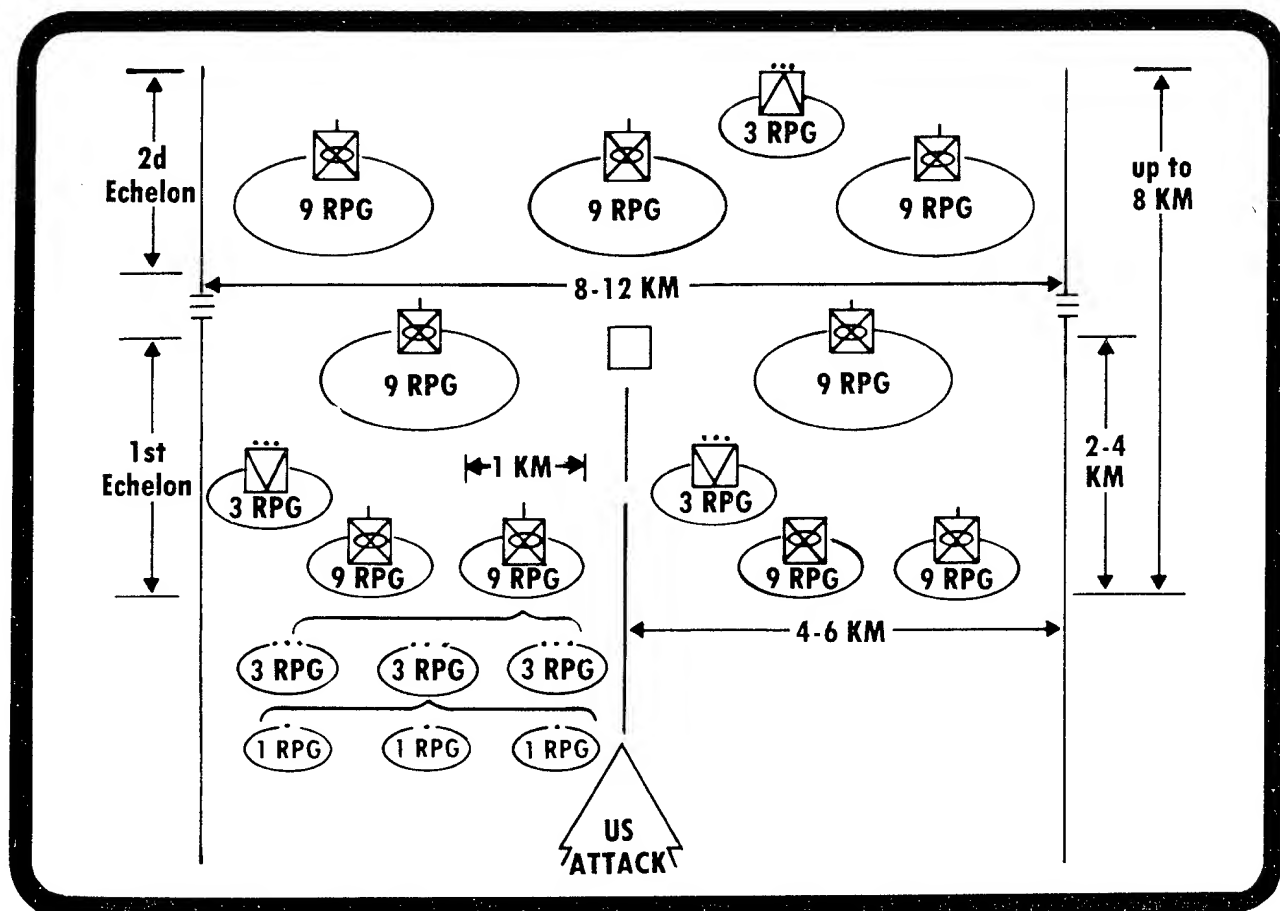 3 RPG
2d
Echelon
9 RPG
9 RPG
9 RPG
up to
8 KM
8-12 KM
9 RPG
9 RPG
1st
Echelon
1 KM
2-4
KM
3 RPG
3 RPG
9 RPG
9 RPG
9 RPG
9 RPG
4-6 KM
3 RPG
3 RPG
3 RPG
1 RPG
1 RPG
1 RPG
US
ATTACK